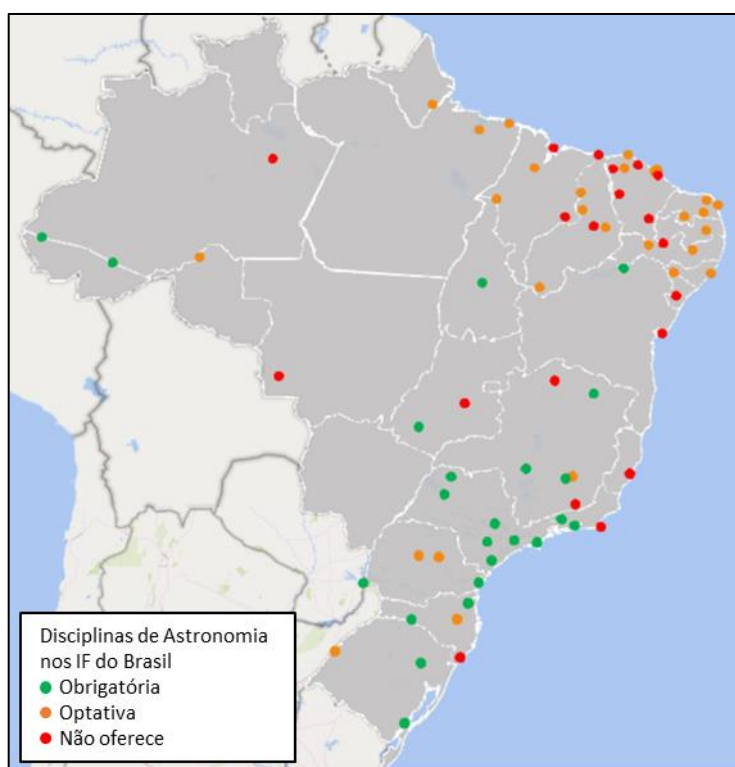 Disciplinas de Astronomia
nos IF do Brasil
Obrigatória
Optativa
Não oferece